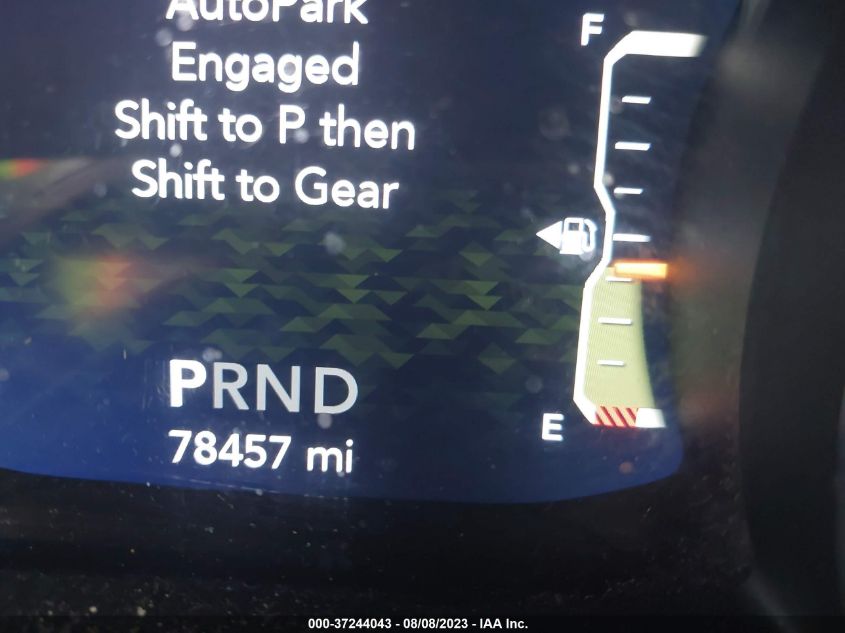 AutoPark
Engaged
Shift to P then
Shift to Gear
F
E
PRND
78457 mi
000-37244043 - 08/08/2023 - IAA Inc.